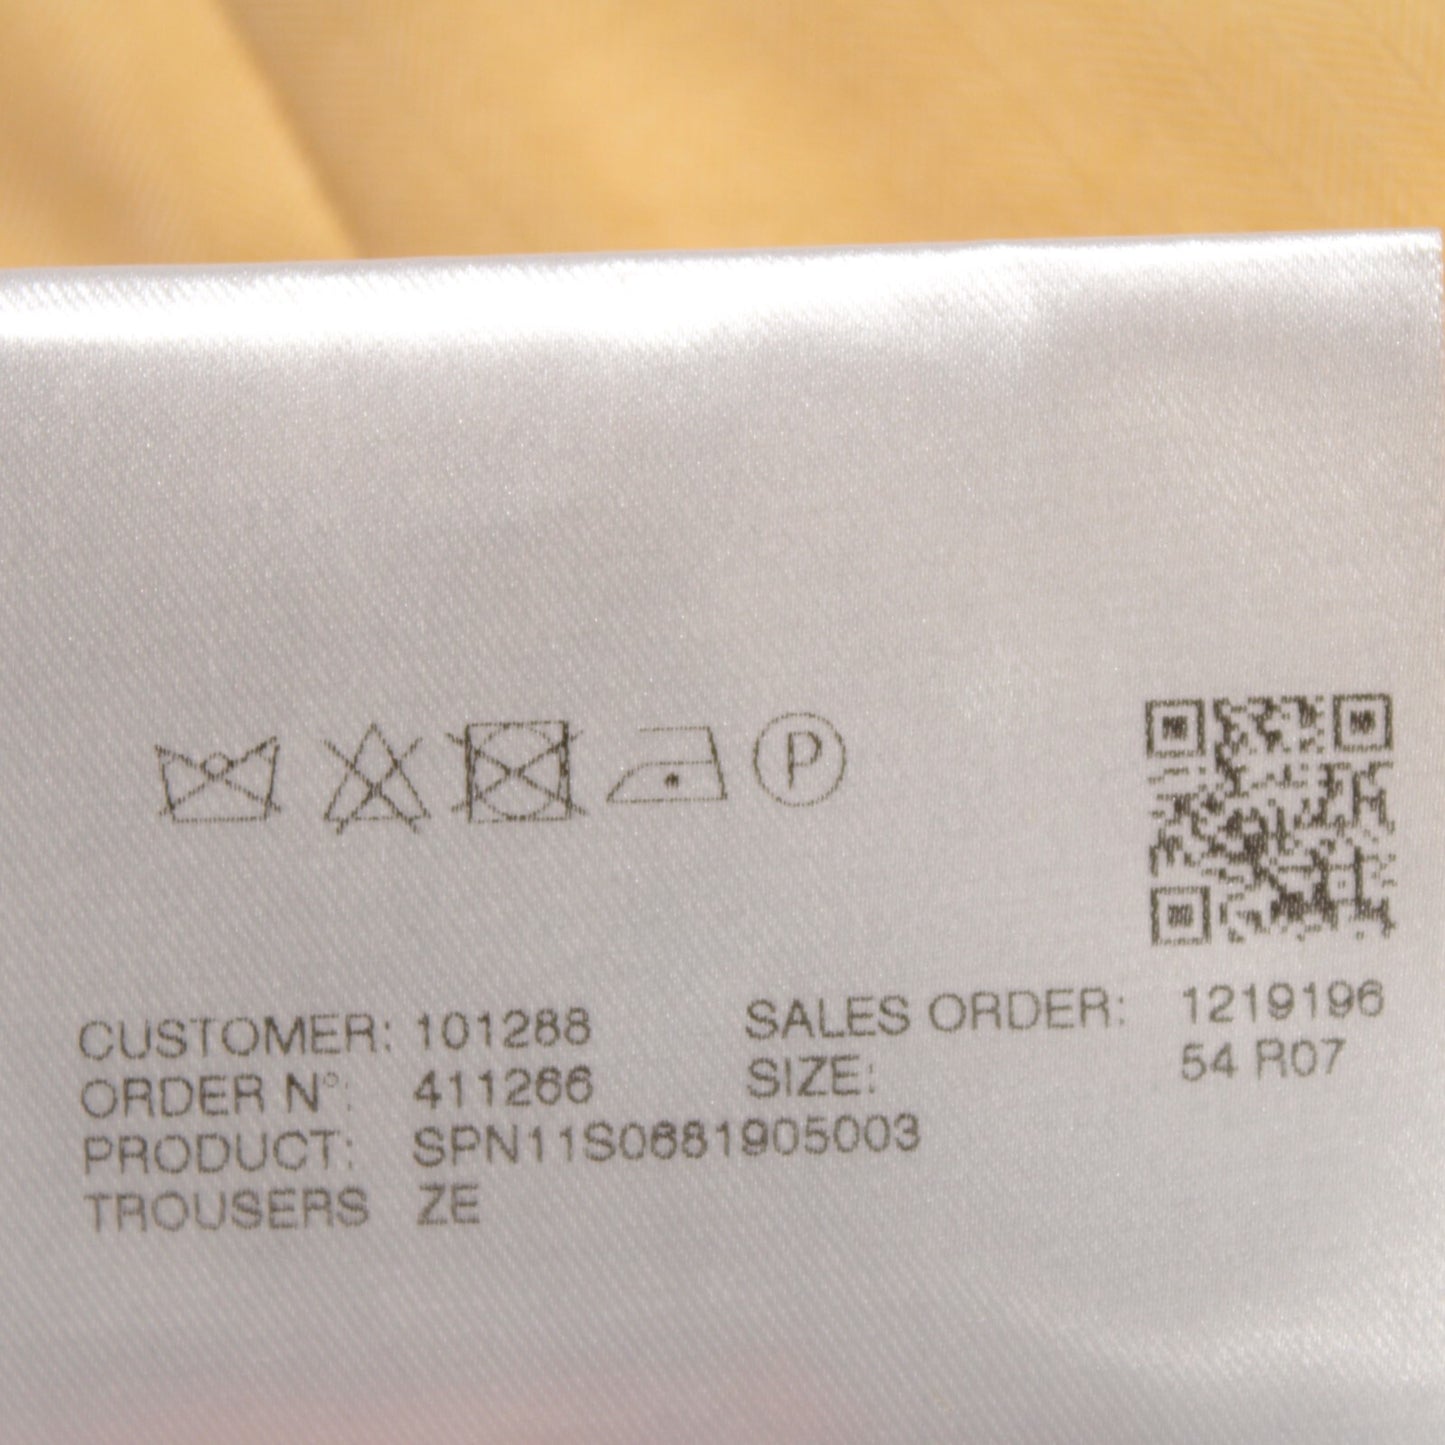 P
CUSTOMER: 101288 SALES ORDER: 1219196
ORDER N°: 411266 SIZE: 54 R07
PRODUCT: SPN11S0681905003
TROUSERS ZE